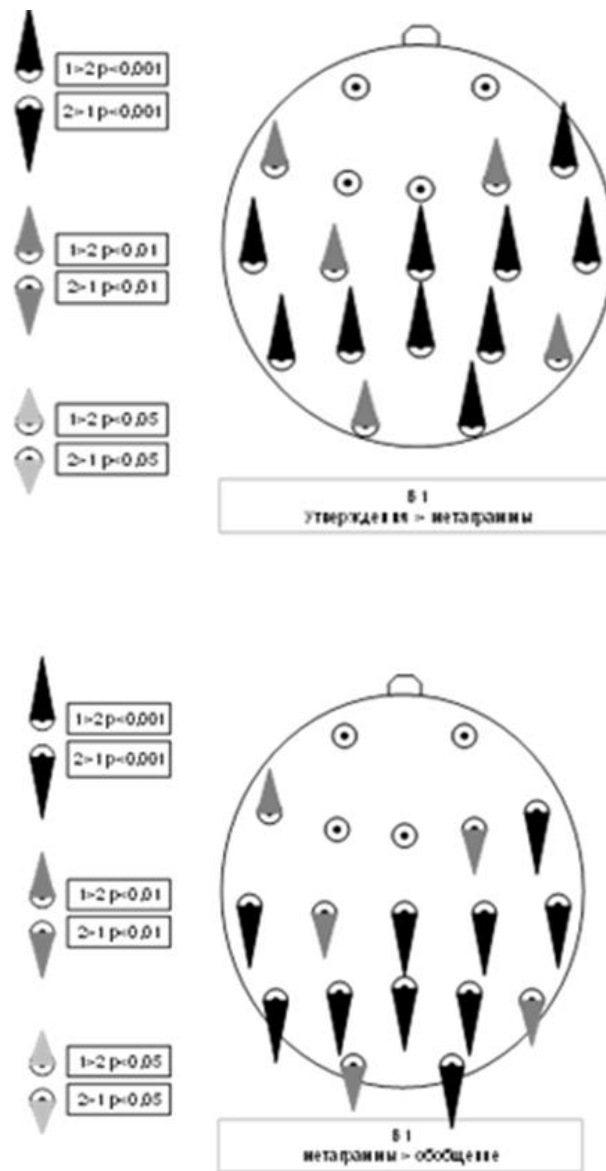 1>2 p<0,001
2>1 p<0,001
1>2 p<0,01
2>1 p<0,01
1>2 p<0,05
2>1 p<0,05
Б 1
Утверждения > метаграммы
1>2 p<0,001
2>1 p<0,001
1>2 p<0,01
2>1 p<0,01
1>2 p<0,05
2>1 p<0,05
Б 1
метаграммы > обобщение